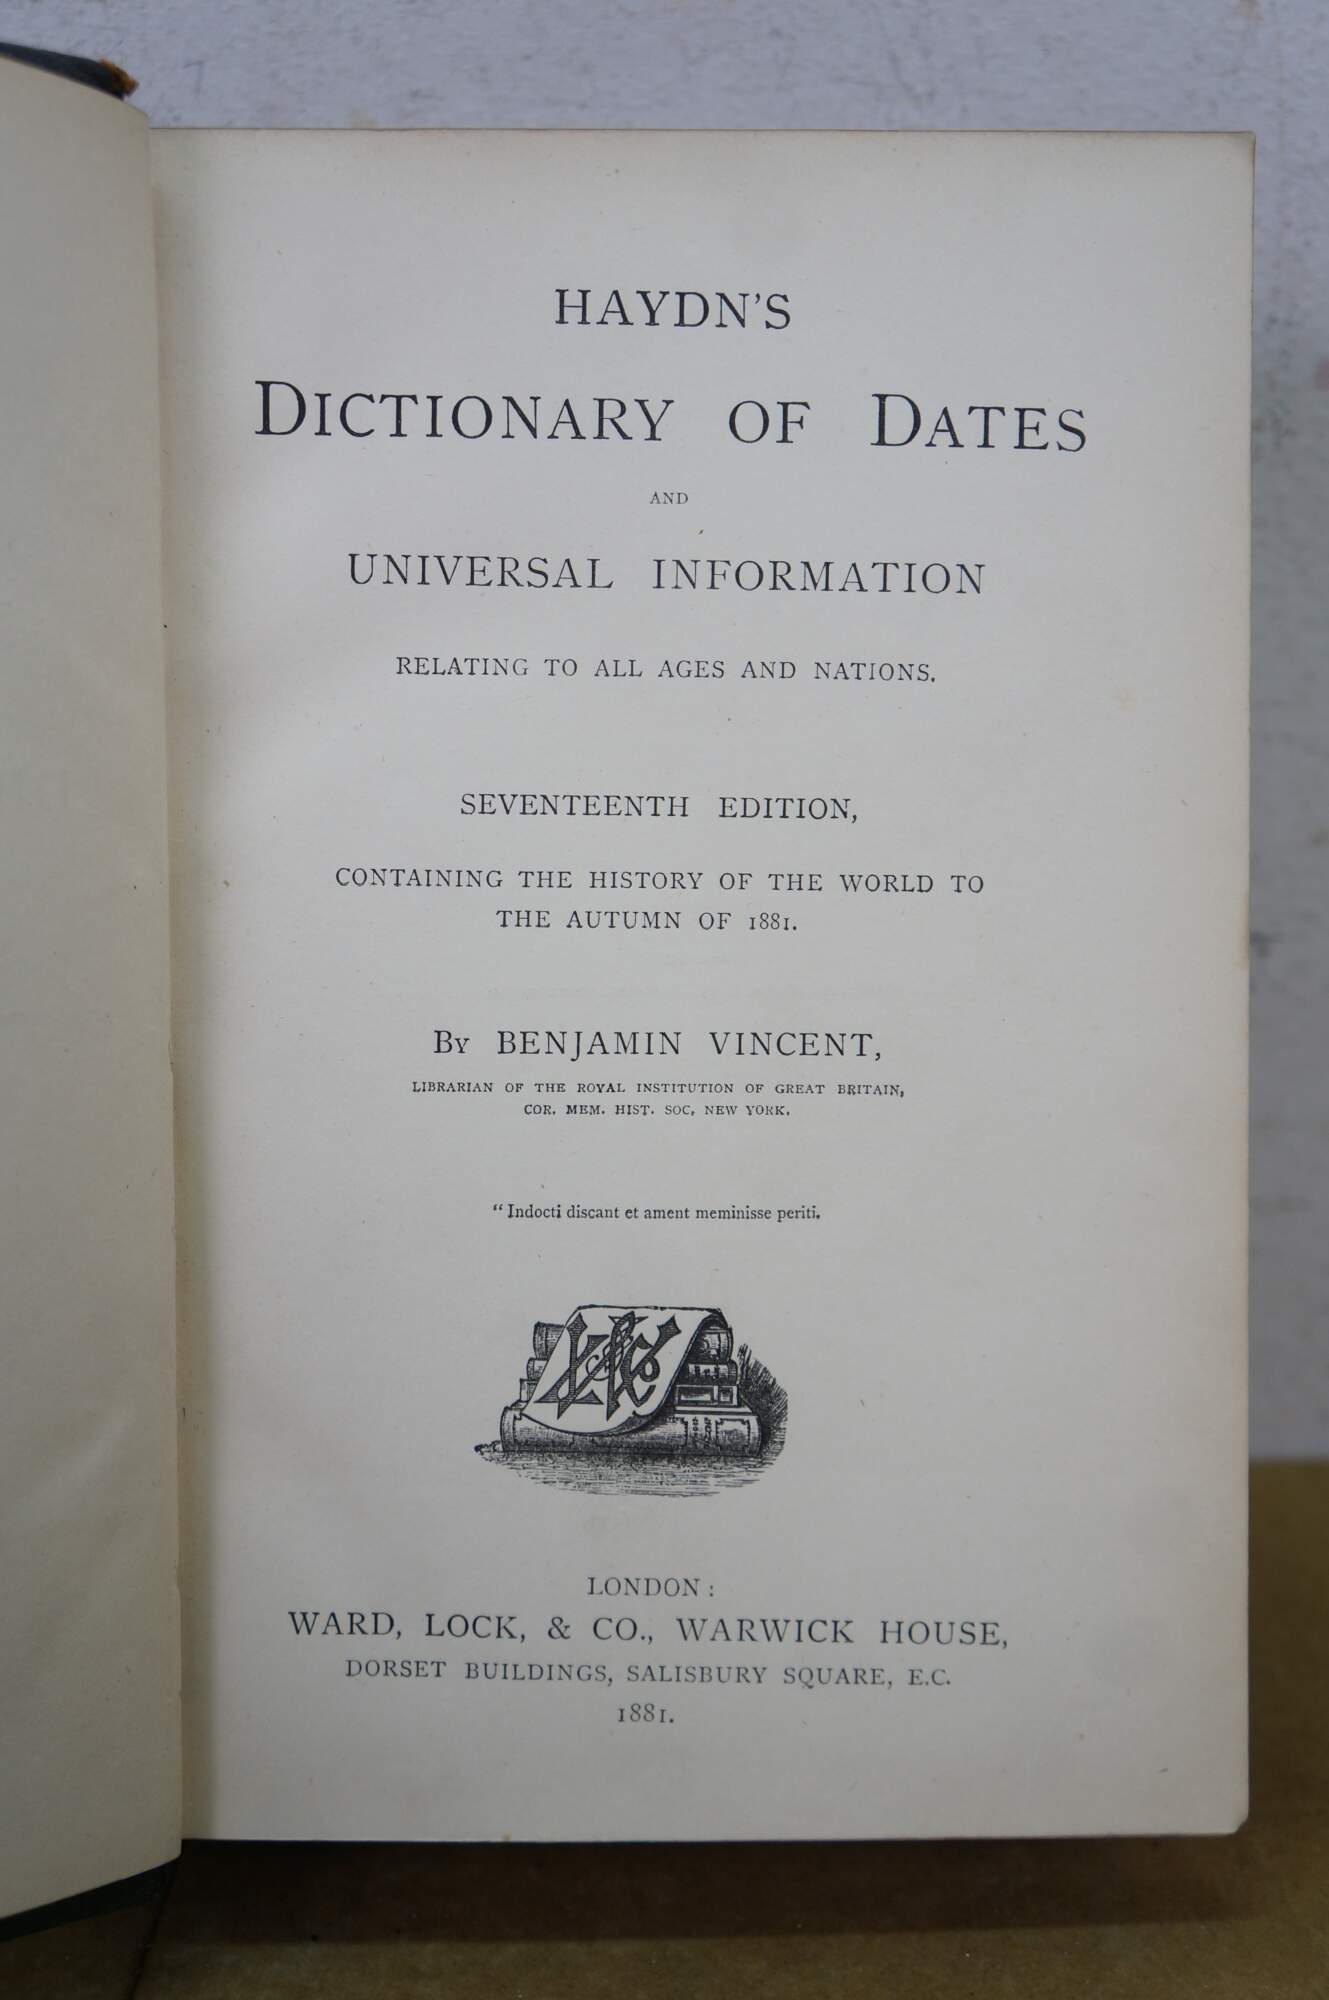 HAYDN'S
DICTIONARY OF DATES
AND
UNIVERSAL INFORMATION
RELATING TO ALL AGES AND NATIONS.
SEVENTEENTH EDITION,
CONTAINING THE HISTORY OF THE WORLD TO
THE AUTUMN OF 1881.
By BENJAMIN VINCENT,
LIBRARIAN OF THE ROYAL INSTITUTION OF GREAT BRITAIN,
COR. MEM. HIST. SOC. NEW YORK.
"Indocti discant et ament meminisse periti.
LONDON:
WARD, LOCK, & CO., WARWICK HOUSE,
DORSET BUILDINGS, SALISBURY SQUARE, E.C.
1881.